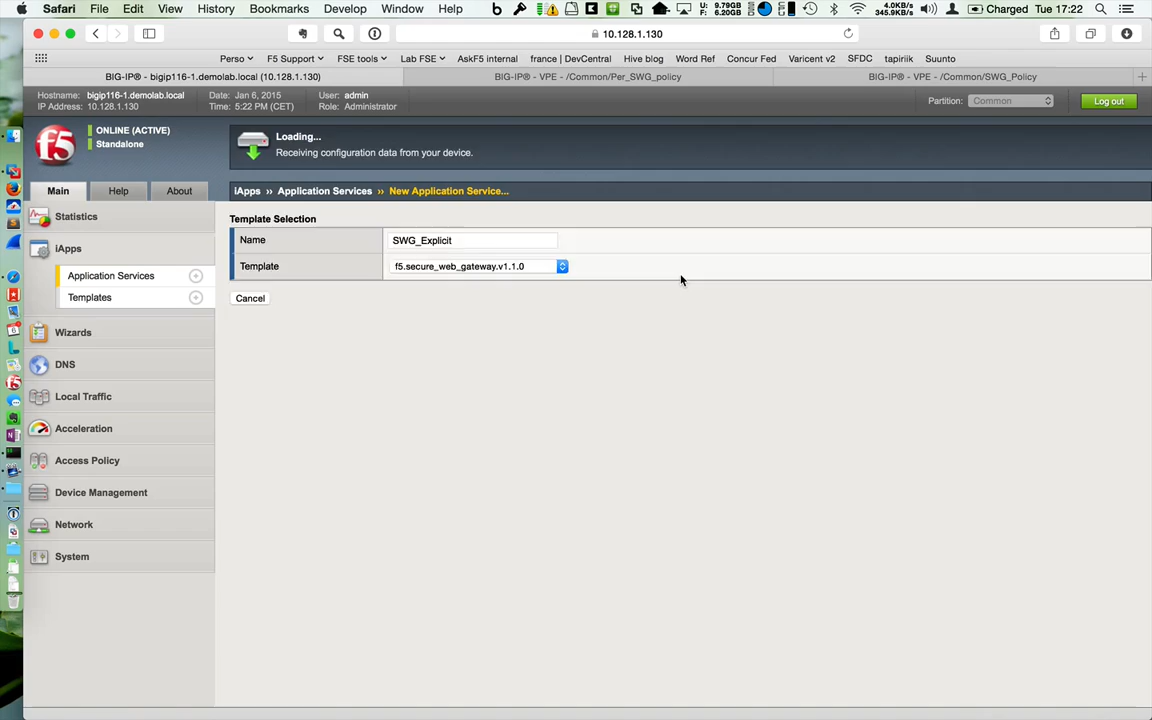 Safari File Edit View History Bookmarks Develop Window Help
U: 9.79GB
F: 6.20GB
4.0KB/s
345.9KB/s
Charged Tue 17:22
10.128.1.130
Perso F5 Support FSE tools Lab FSE AskF5 internal france | DevCentral Hive blog Word Ref Concur Fed Varicent v2 SFDC tapirik Suunto
BIG-IP® - bigip116-1.demolab.local (10.128.1.130)
BIG-IP® - VPE - /Common/Per_SWG_policy
BIG-IP® - VPE - /Common/SWG_Policy
Hostname: bigip116-1.demolab.local Date: Jan 6, 2015 User: admin
IP Address: 10.128.1.130 Time: 5:22 PM (CET) Role: Administrator
Partition: Common
Log out
f5
ONLINE (ACTIVE)
Standalone
Loading...
Receiving configuration data from your device.
Main Help About
iApps » Application Services » New Application Service...
Statistics
iApps
Application Services
Templates
Wizards
DNS
Local Traffic
Acceleration
Access Policy
Device Management
Network
System
Template Selection
Name SWG_Explicit
Template f5.secure_web_gateway.v1.1.0
Cancel